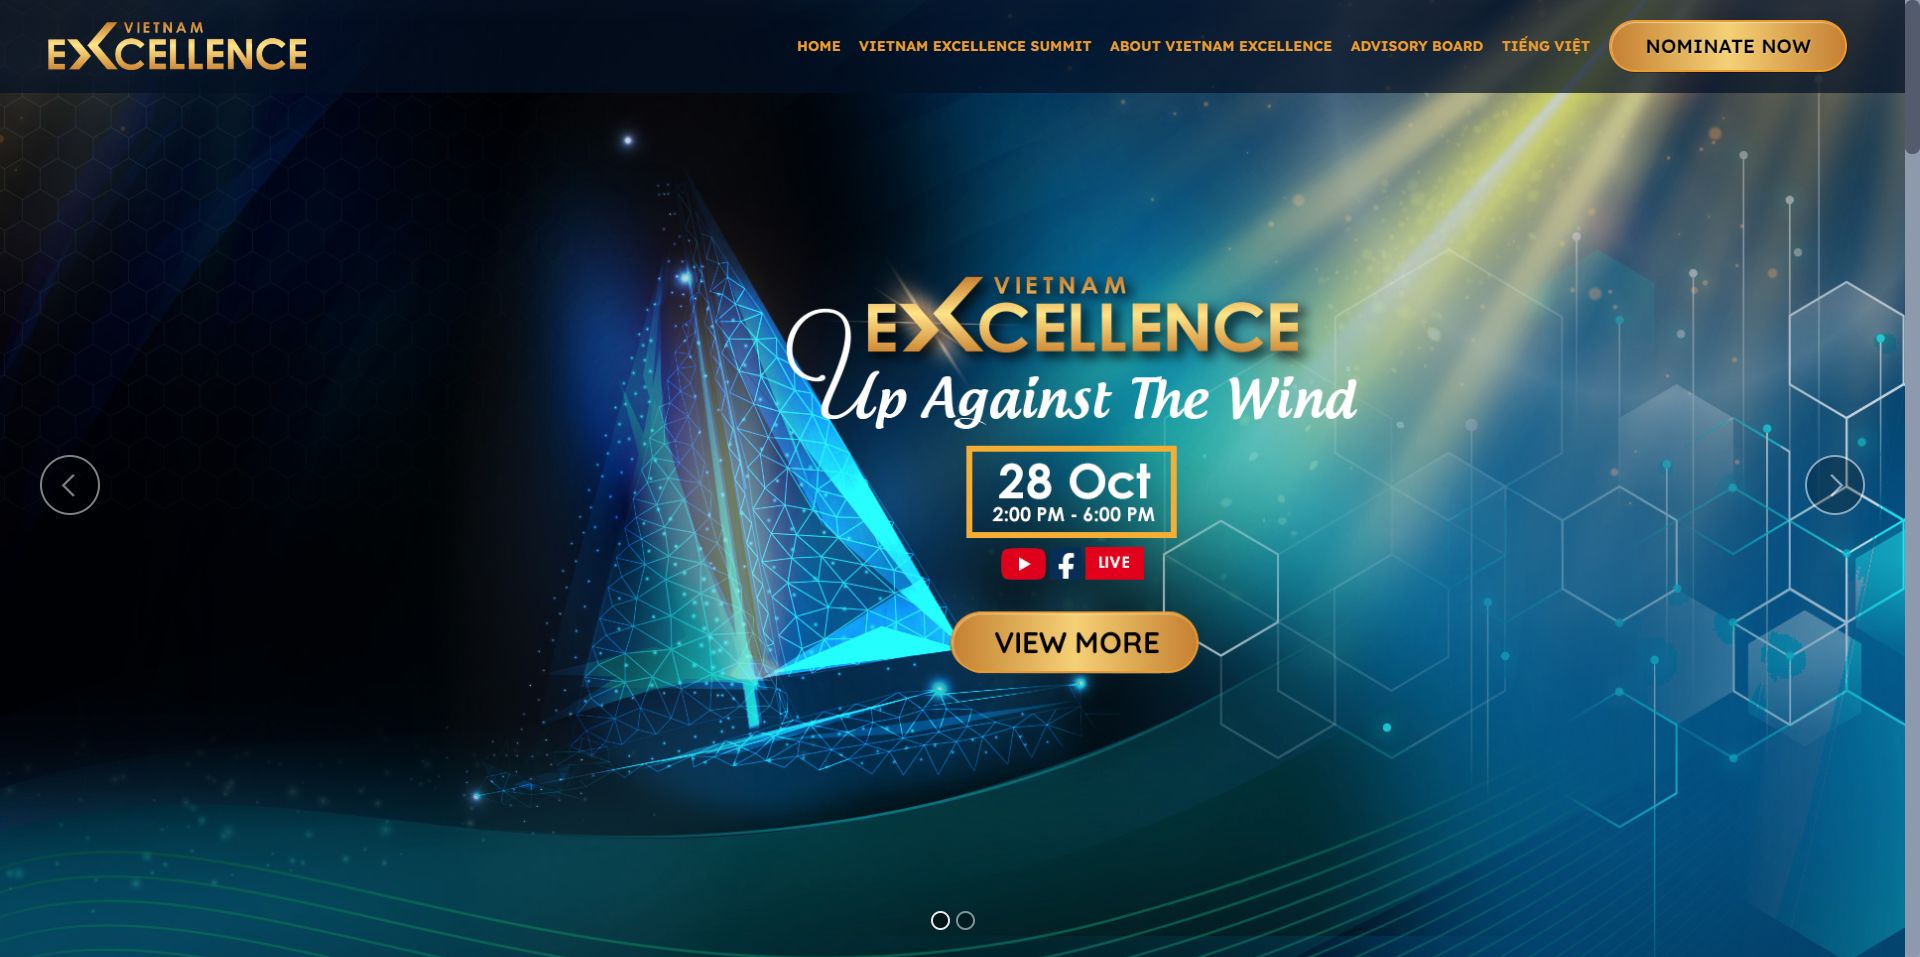 VIETNAM
EXCELLENCE
HOME
VIETNAM EXCELLENCE SUMMIT
ABOUT VIETNAM EXCELLENCE
ADVISORY BOARD
TIẾNG VIỆT
NOMINATE NOW
VIETNAM
EXCELLENCE
Up Against The Wind
28 Oct
2:00 PM - 6:00 PM
LIVE
VIEW MORE